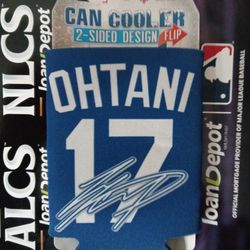 CAN COOLER
2-SIDED DESIGN
FLIP
OHTANI
17
ALCS NLCS
loanDepot
loanDepot
loanDepot
OFFICIAL MORTGAGE PROVIDER OF MAJOR LEAGUE BASEBALL